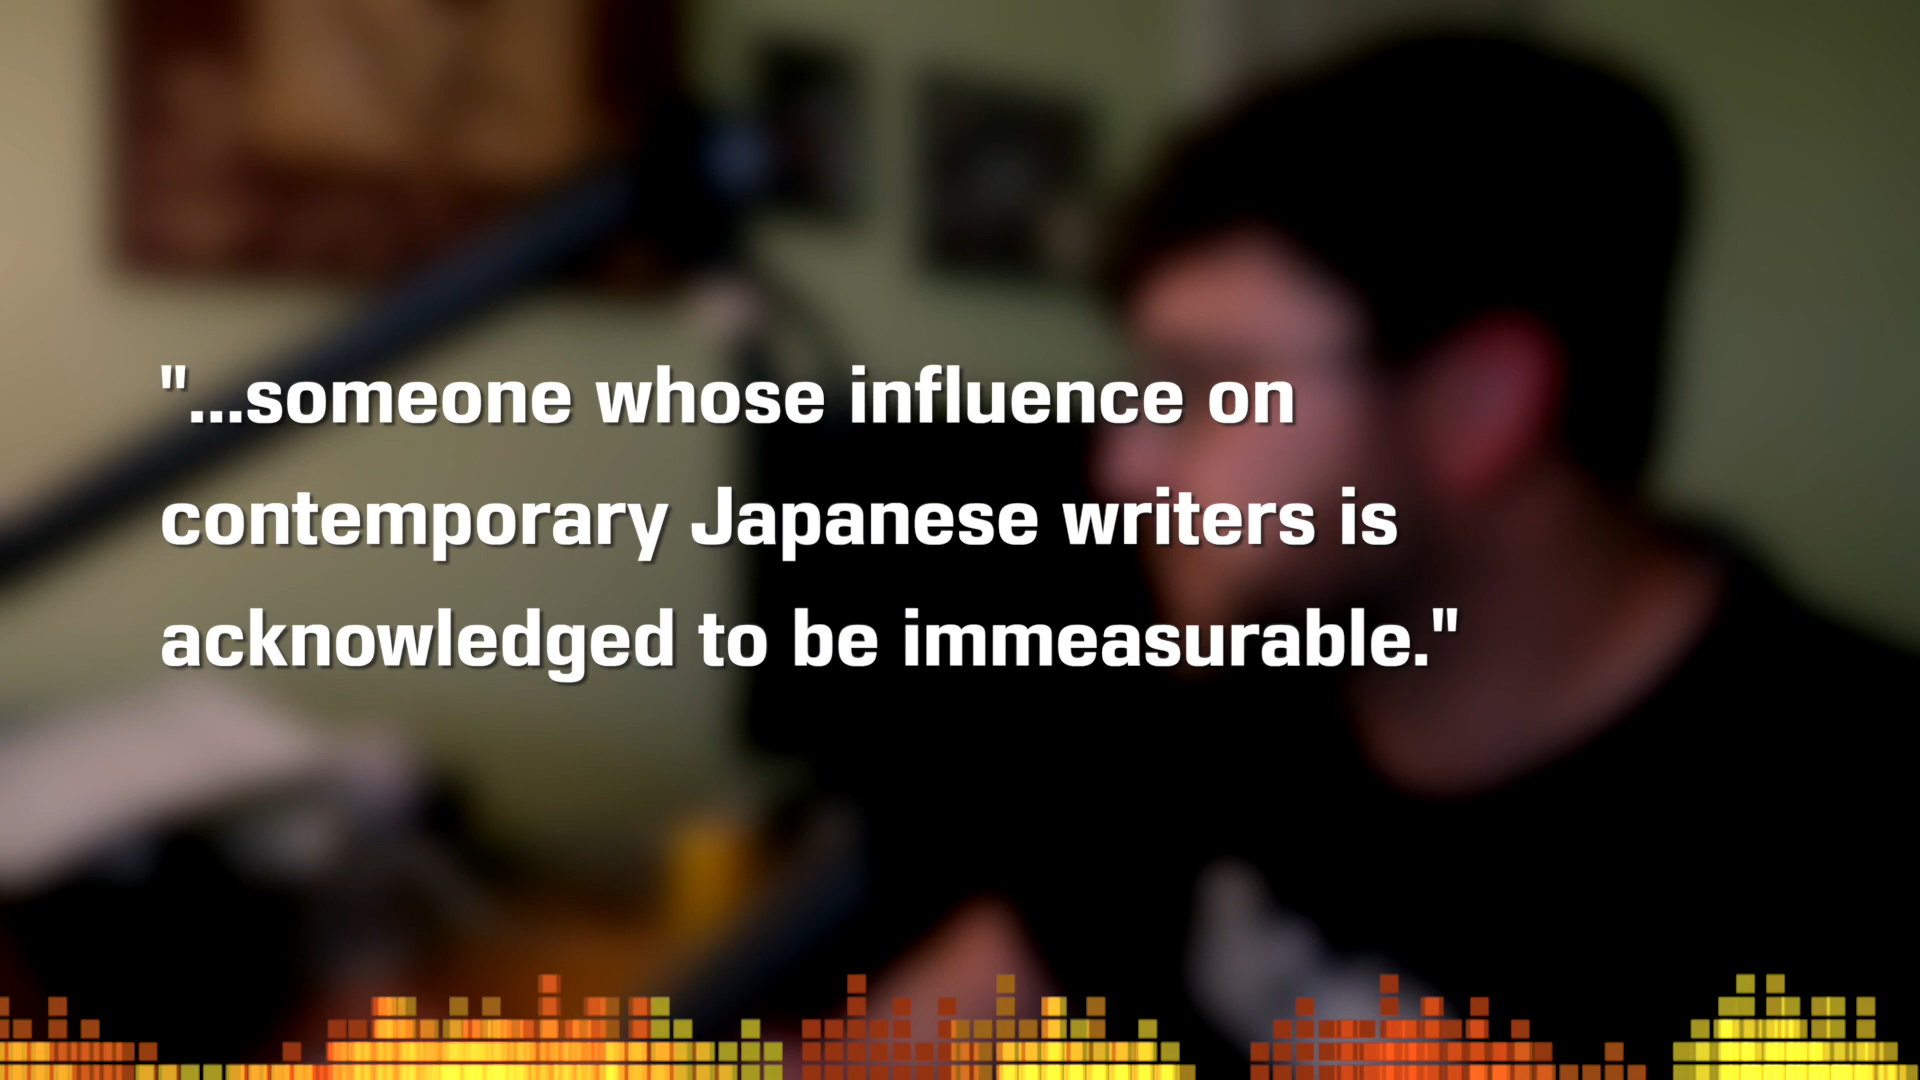 "...someone whose influence on
contemporary Japanese writers is
acknowledged to be immeasurable."